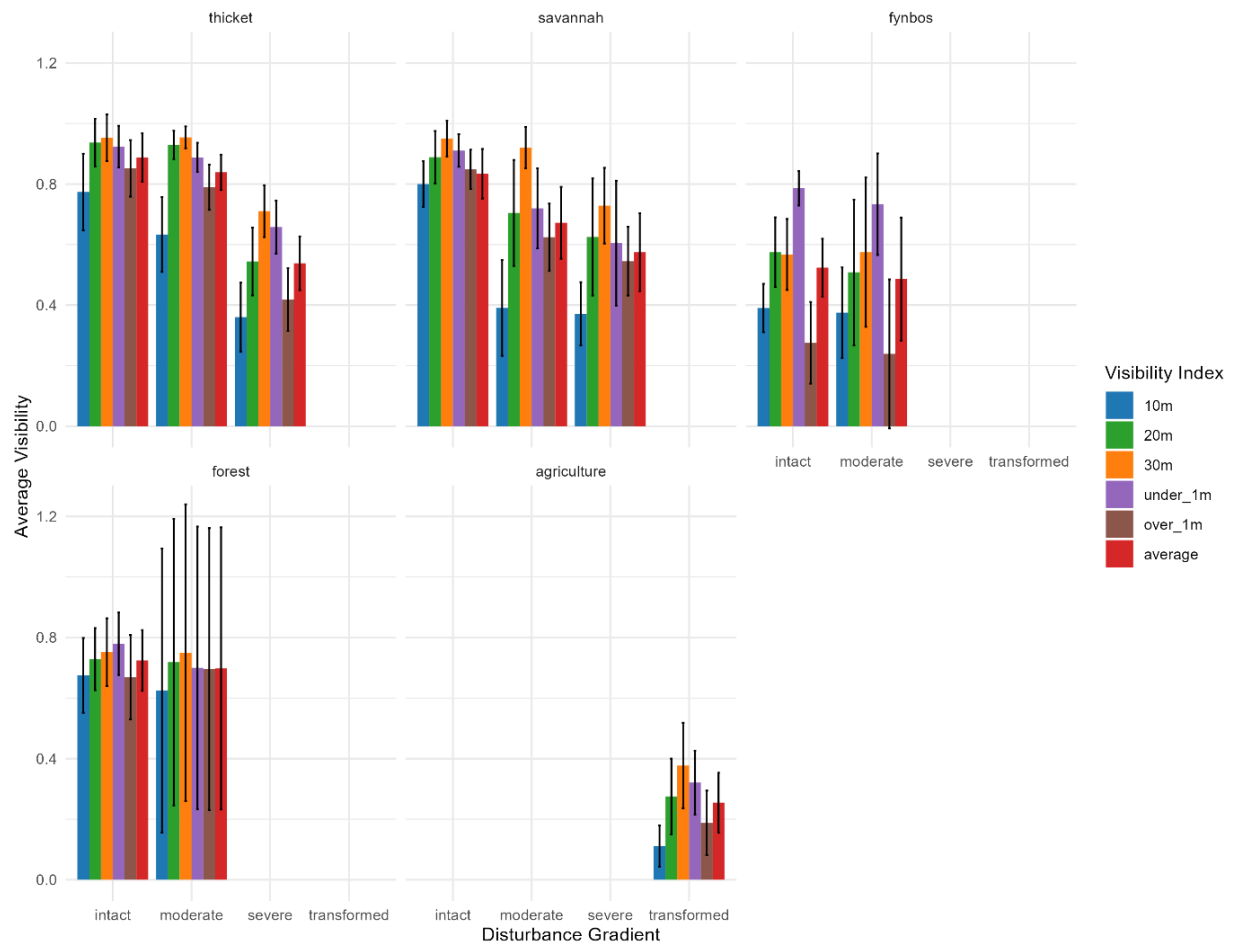 thicket
savannah
fynbos
1.2
0.8
0.4
0.0
intact moderate severe transformed
forest
agriculture
1.2
0.8
0.4
0.0
intact moderate severe transformed
intact moderate severe transformed
Average Visibility
Disturbance Gradient
Visibility Index
10m
20m
30m
under_1m
over_1m
average